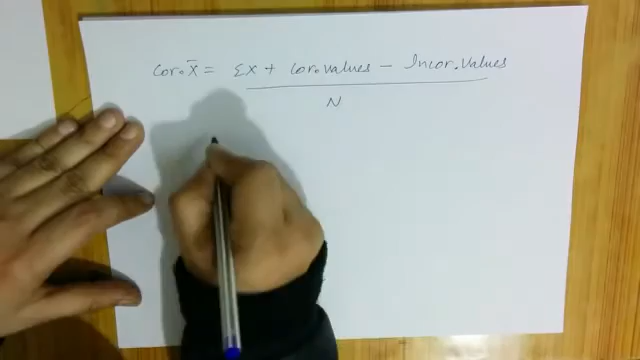 Cor. x̄ = Σx + Cor. values - Incor. values
N